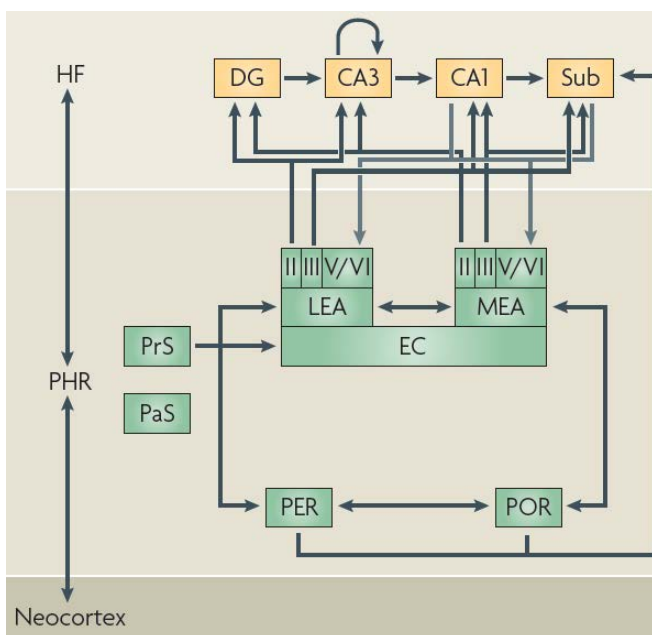 HF
DG
CA3
CA1
Sub
II
III
V/VI
II
III
V/VI
LEA
MEA
EC
PrS
PHR
PaS
PER
POR
Neocortex